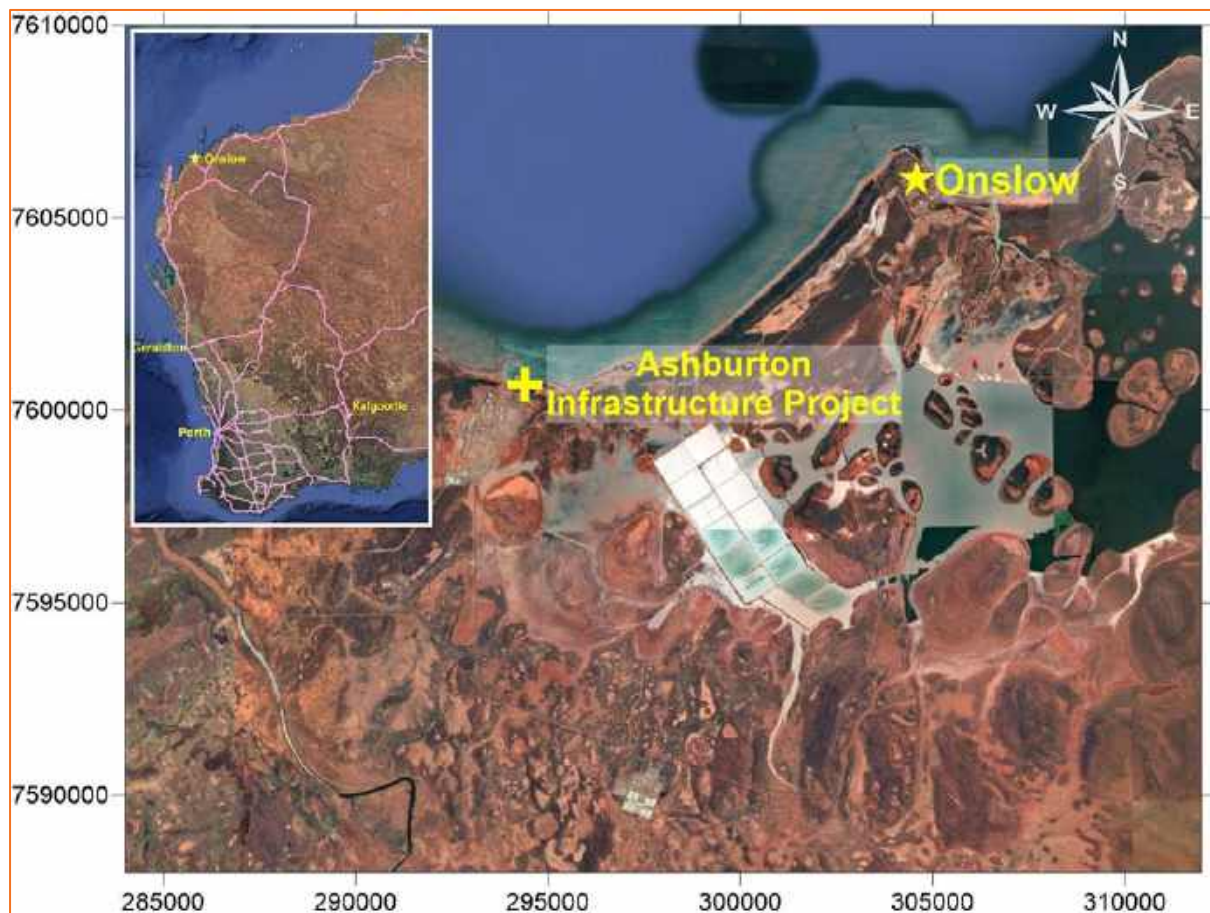 7610000
N
W
E
S
Onslow
Onslow
7605000
Geraldton
Ashburton
Infrastructure Project
7600000
Kalgoorlie
Perth
7595000
7590000
285000
290000
295000
300000
305000
310000